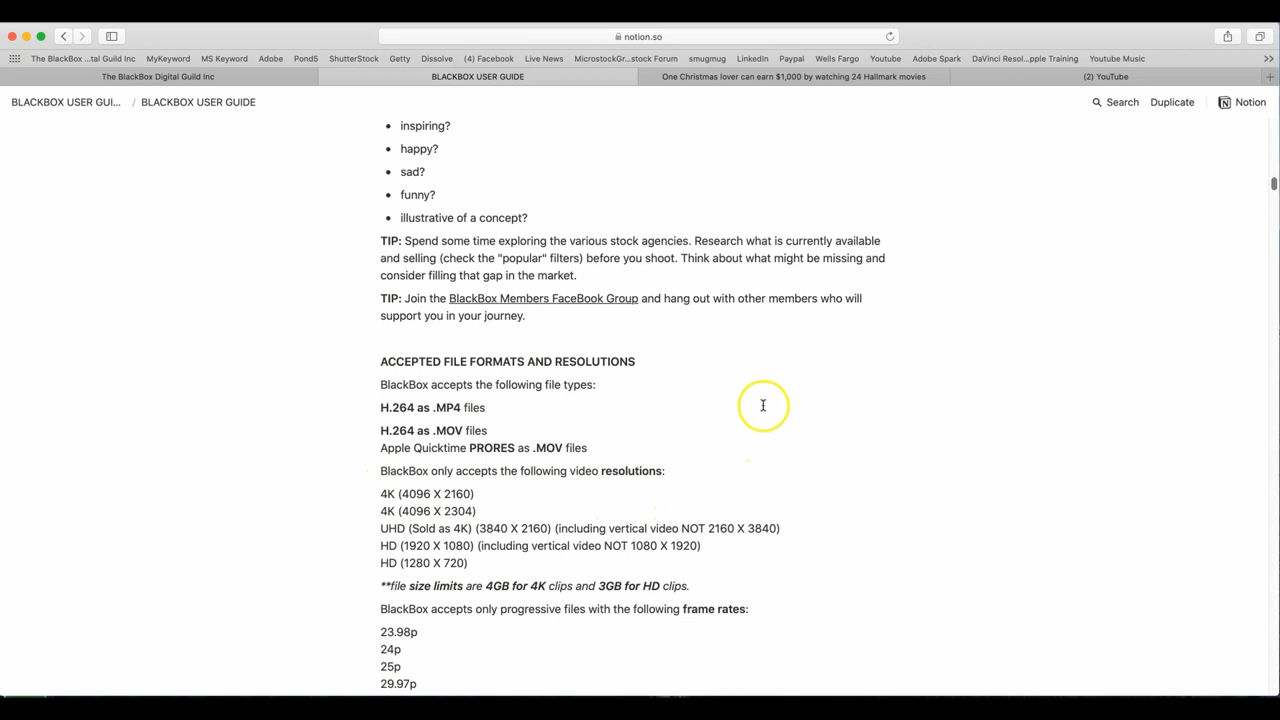 notion.so
The BlackBox ...tal Guild Inc MyKeyword MS Keyword Adobe Pond5 ShutterStock Getty Dissolve (4) Facebook Live News MicrostockGr...stock Forum smugmug LinkedIn Paypal Wells Fargo Youtube Adobe Spark DaVinci Resol...pple Training Youtube Music
The BlackBox Digital Guild Inc BLACKBOX USER GUIDE One Christmas lover can earn $1,000 by watching 24 Hallmark movies (2) YouTube
BLACKBOX USER GUI... / BLACKBOX USER GUIDE Search Duplicate Notion
• inspiring?
• happy?
• sad?
• funny?
• illustrative of a concept?
TIP: Spend some time exploring the various stock agencies. Research what is currently available
and selling (check the "popular" filters) before you shoot. Think about what might be missing and
consider filling that gap in the market.
TIP: Join the BlackBox Members FaceBook Group and hang out with other members who will
support you in your journey.
ACCEPTED FILE FORMATS AND RESOLUTIONS
BlackBox accepts the following file types:
H.264 as .MP4 files
H.264 as .MOV files
Apple Quicktime PRORES as .MOV files
BlackBox only accepts the following video resolutions:
4K (4096 X 2160)
4K (4096 X 2304)
UHD (Sold as 4K) (3840 X 2160) (including vertical video NOT 2160 X 3840)
HD (1920 X 1080) (including vertical video NOT 1080 X 1920)
HD (1280 X 720)
**file size limits are 4GB for 4K clips and 3GB for HD clips.
BlackBox accepts only progressive files with the following frame rates:
23.98p
24p
25p
29.97p